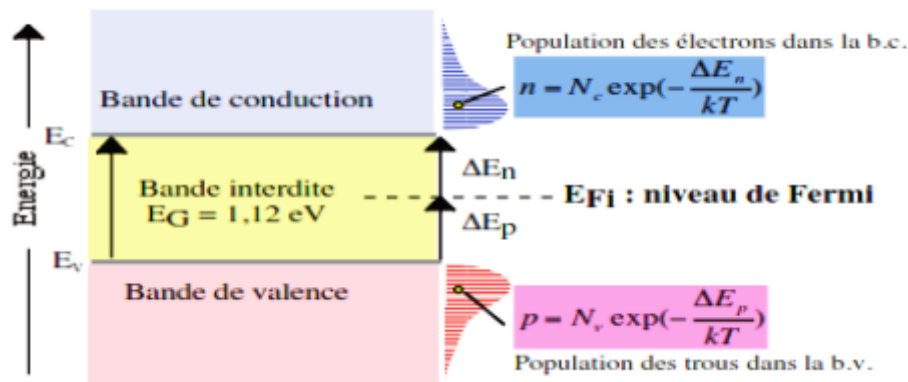 Energie
Population des électrons dans la b.c.
n = N_c exp(-ΔE_n/kT)
Bande de conduction
E_C
ΔE_n
Bande interdite
E_G = 1,12 eV
E_Fi : niveau de Fermi
ΔE_p
E_v
Bande de valence
p = N_v exp(-ΔE_p/kT)
Population des trous dans la b.v.